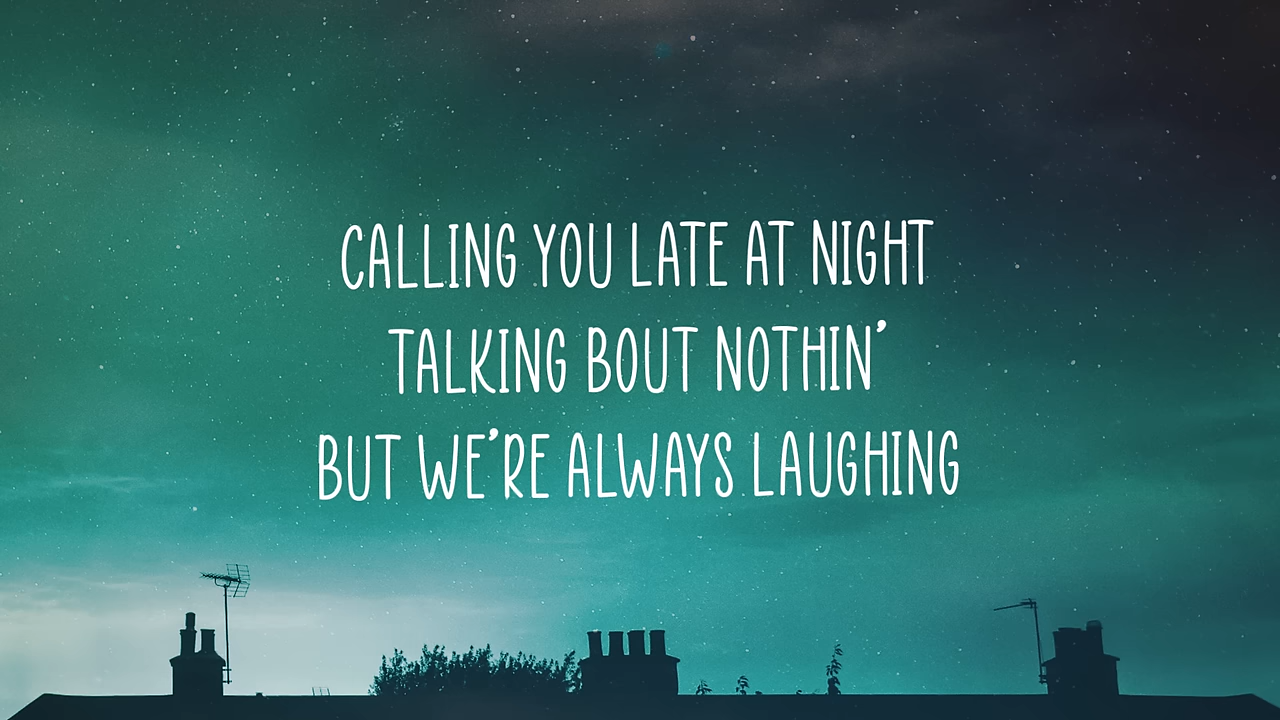 CALLING YOU LATE AT NIGHT
TALKING BOUT NOTHIN'
BUT WE'RE ALWAYS LAUGHING